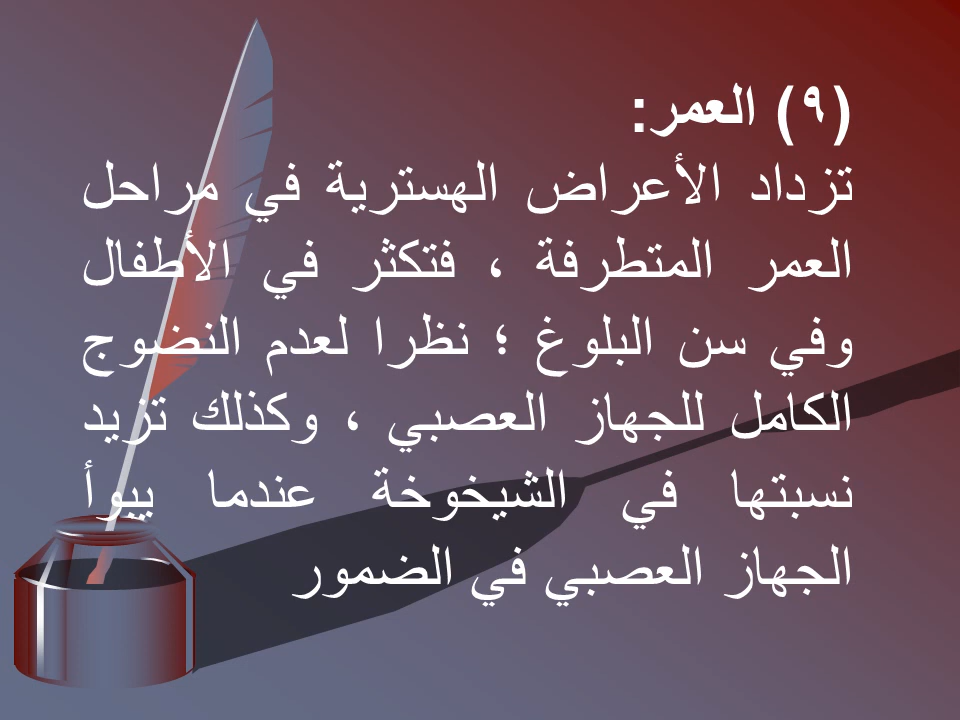 (٩) العمر:
تزداد الأعراض الهسترية في مراحل
العمر المتطرفة ، فتكثر في الأطفال
وفي سن البلوغ ؛ نظرا لعدم النضوج
الكامل للجهاز العصبي ، وكذلك تزيد
نسبتها في الشيخوخة عندما يبوأ
الجهاز العصبي في الضمور